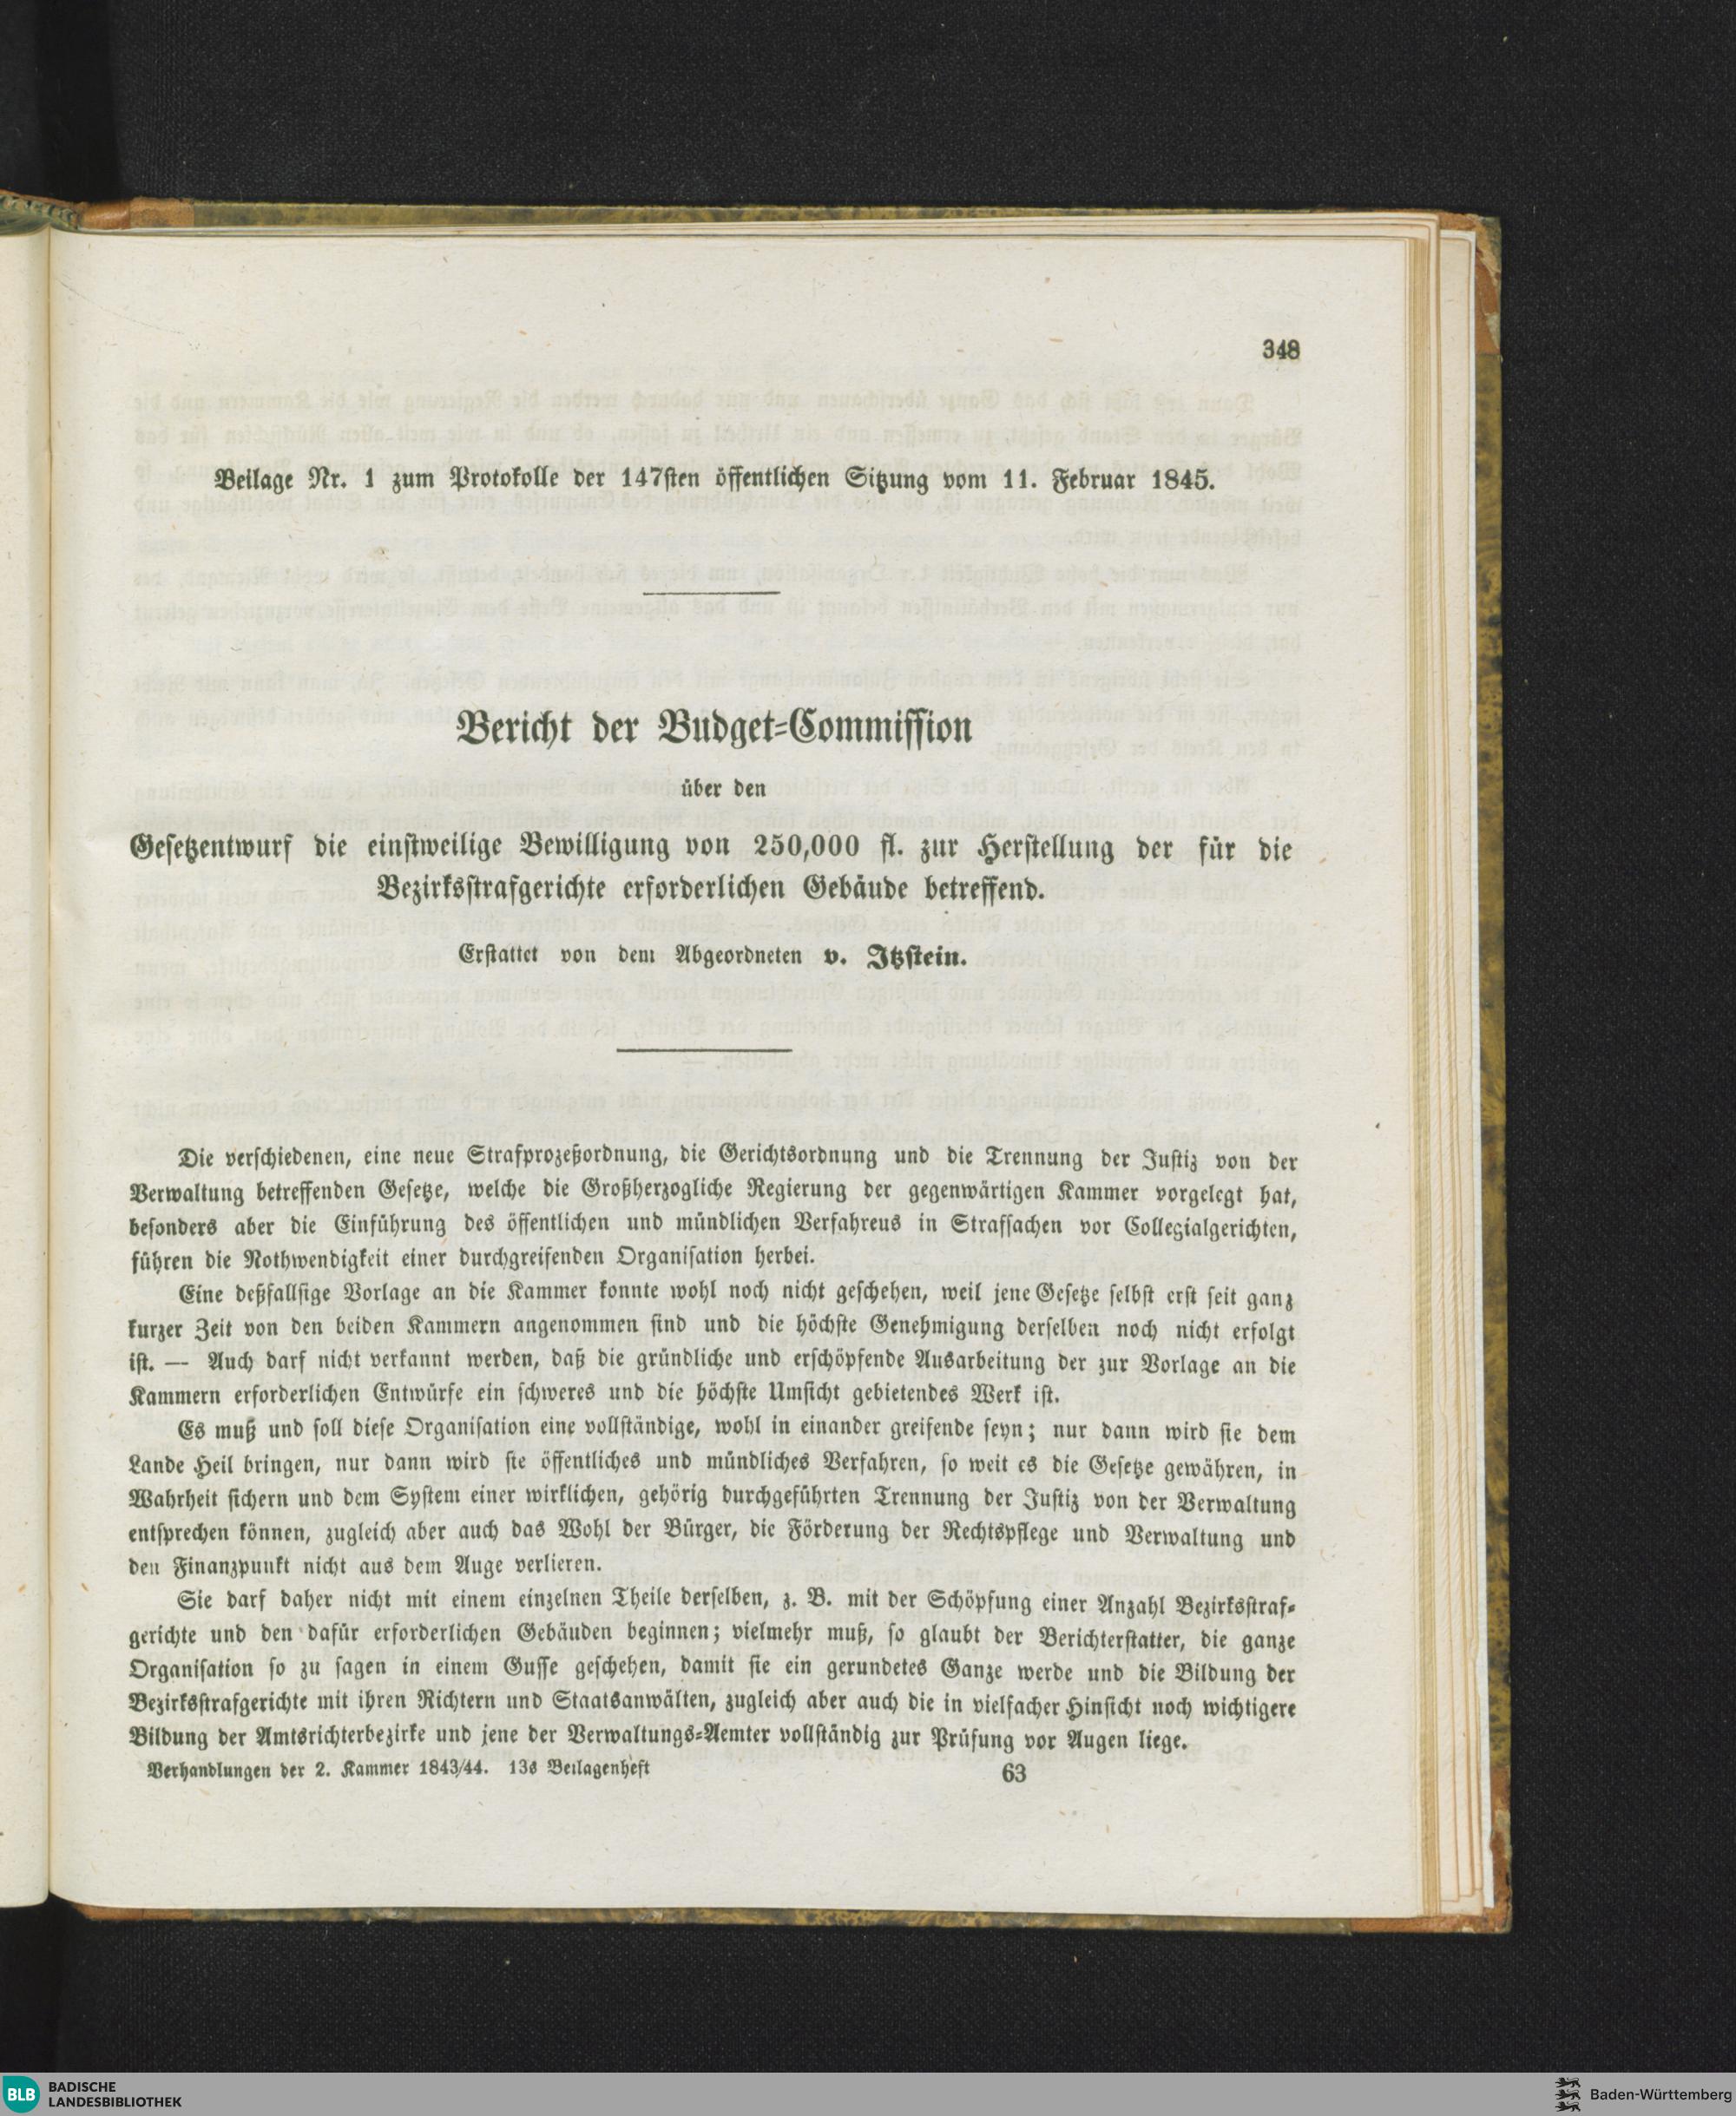 348
Beilage Nr. 1 zum Protokolle der 147sten öffentlichen Sitzung vom 11. Februar 1845.
Bericht der Budget-Commission
über den
Gesetzentwurf die einstweilige Bewilligung von 250,000 fl. zur Herstellung der für die
Bezirksstrafgerichte erforderlichen Gebäude betreffend.
Erstattet von dem Abgeordneten v. Itzstein.
Die verschiedenen, eine neue Strafprozeßordnung, die Gerichtsordnung und die Trennung der Justiz von der
Verwaltung betreffenden Gesetze, welche die Großherzogliche Regierung der gegenwärtigen Kammer vorgelegt hat,
besonders aber die Einführung des öffentlichen und mündlichen Verfahreus in Strafsachen vor Collegialgerichten,
führen die Nothwendigkeit einer durchgreifenden Organisation herbei.
Eine deßfallsige Vorlage an die Kammer konnte wohl noch nicht geschehen, weil jene Gesetze selbst erst seit ganz
kurzer Zeit von den beiden Kammern angenommen sind und die höchste Genehmigung derselben noch nicht erfolgt
ist. — Auch darf nicht verkannt werden, daß die gründliche und erschöpfende Ausarbeitung der zur Vorlage an die
Kammern erforderlichen Entwürfe ein schweres und die höchste Umsicht gebietendes Werk ist.
Es muß und soll diese Organisation eine vollständige, wohl in einander greifende seyn; nur dann wird sie dem
Lande Heil bringen, nur dann wird sie öffentliches und mündliches Verfahren, so weit es die Gesetze gewähren, in
Wahrheit sichern und dem System einer wirklichen, gehörig durchgeführten Trennung der Justiz von der Verwaltung
entsprechen können, zugleich aber auch das Wohl der Bürger, die Förderung der Rechtspflege und Verwaltung und
den Finanzpunkt nicht aus dem Auge verlieren.
Sie darf daher nicht mit einem einzelnen Theile derselben, z. B. mit der Schöpfung einer Anzahl Bezirksstraf-
gerichte und den dafür erforderlichen Gebäuden beginnen; vielmehr muß, so glaubt der Berichterstatter, die ganze
Organisation so zu sagen in einem Gusse geschehen, damit sie ein gerundetes Ganze werde und die Bildung der
Bezirksstrafgerichte mit ihren Richtern und Staatsanwälten, zugleich aber auch die in vielfacher Hinsicht noch wichtigere
Bildung der Amtsrichterbezirke und jene der Verwaltungs-Aemter vollständig zur Prüfung vor Augen liege.
Verhandlungen der 2. Kammer 1843/44. 13s Beilagenheft 63
BLB BADISCHE
LANDESBIBLIOTHEK
Baden-Württemberg